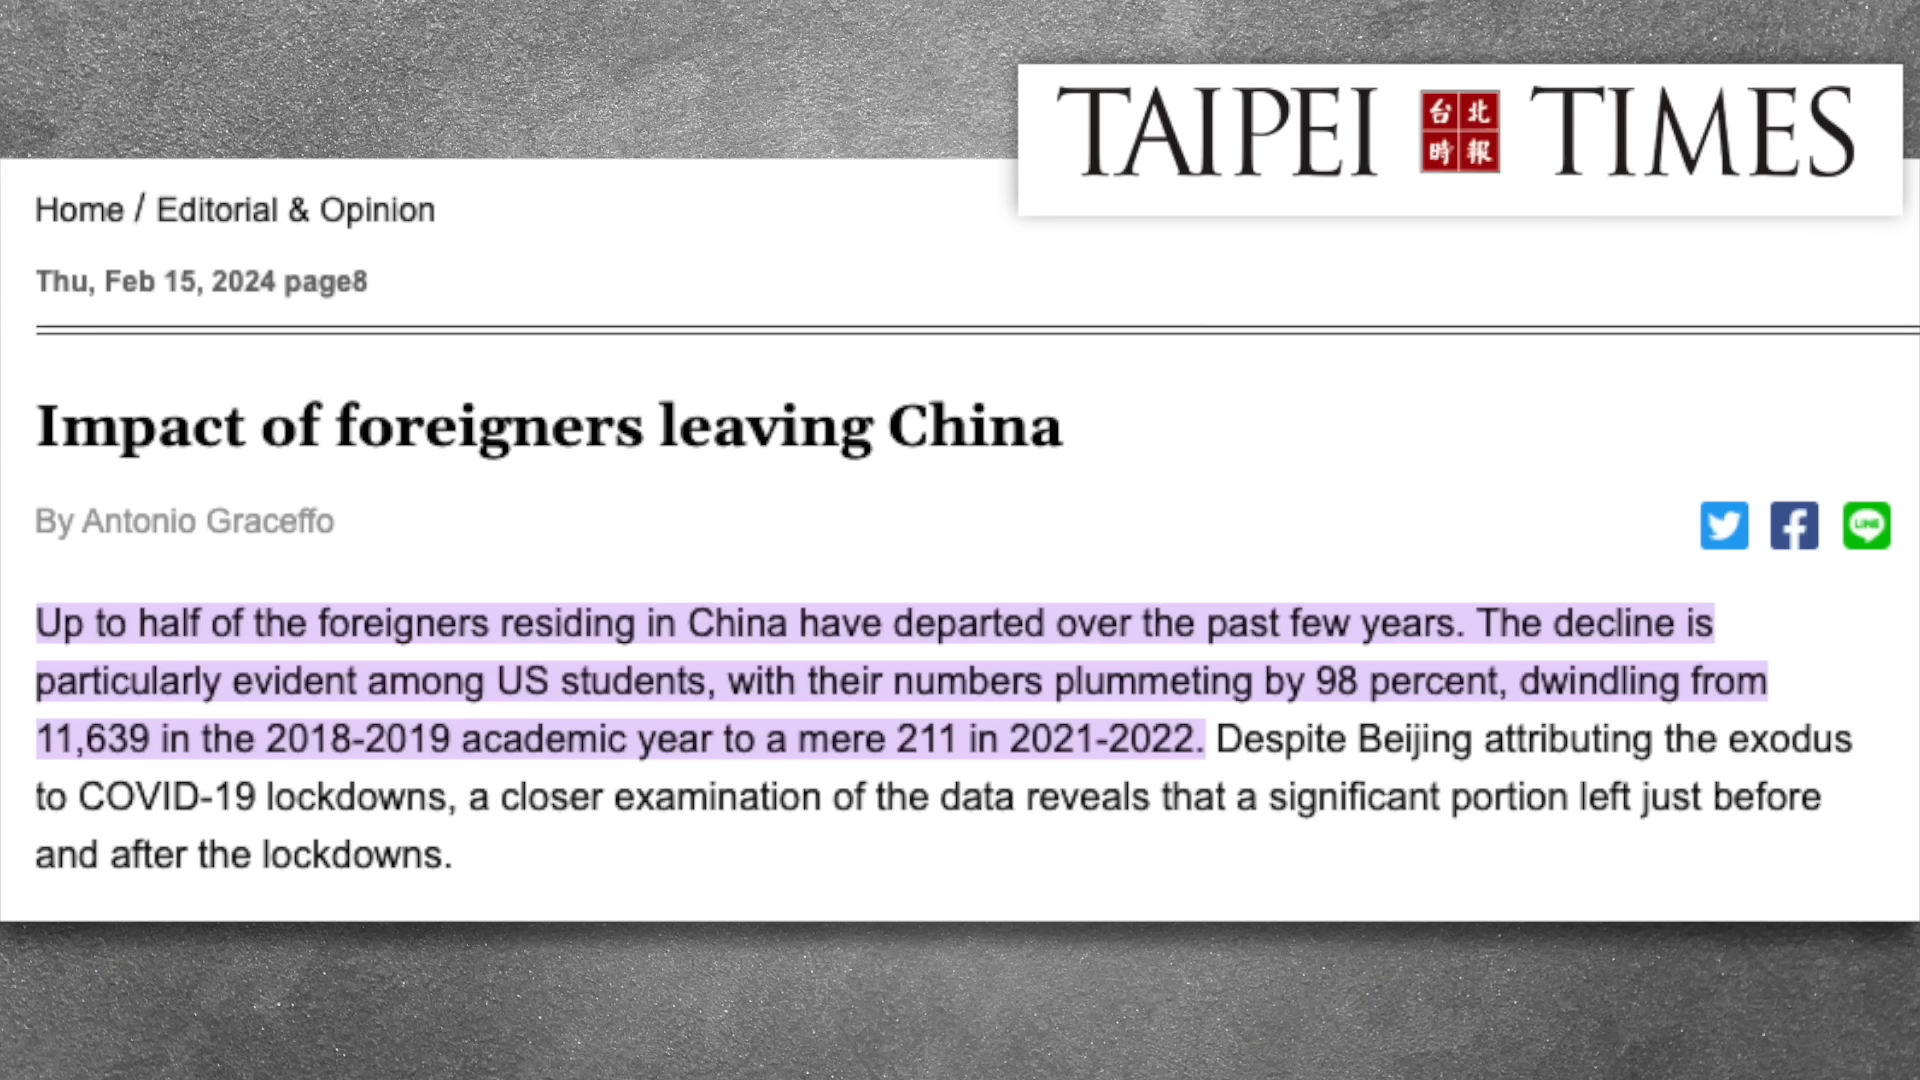 TAIPEI 台北時報 TIMES
Home / Editorial & Opinion
Thu, Feb 15, 2024 page8
Impact of foreigners leaving China
By Antonio Graceffo
LINE
Up to half of the foreigners residing in China have departed over the past few years. The decline is
particularly evident among US students, with their numbers plummeting by 98 percent, dwindling from
11,639 in the 2018-2019 academic year to a mere 211 in 2021-2022. Despite Beijing attributing the exodus
to COVID-19 lockdowns, a closer examination of the data reveals that a significant portion left just before
and after the lockdowns.